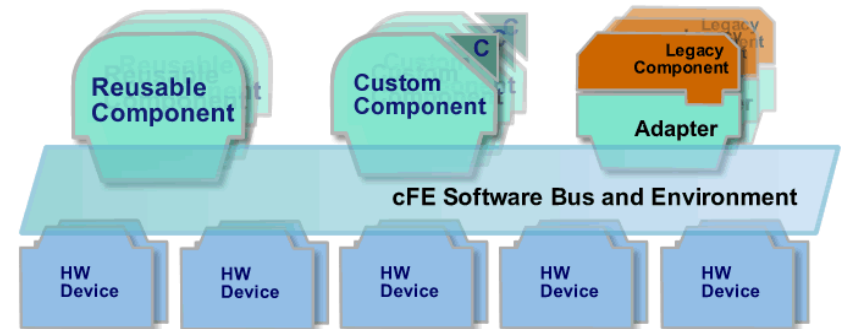 Reusable
Component
C
Custom
Component
Legacy
Component
Adapter
cFE Software Bus and Environment
HW
Device
HW
Device
HW
Device
HW
Device
HW
Device